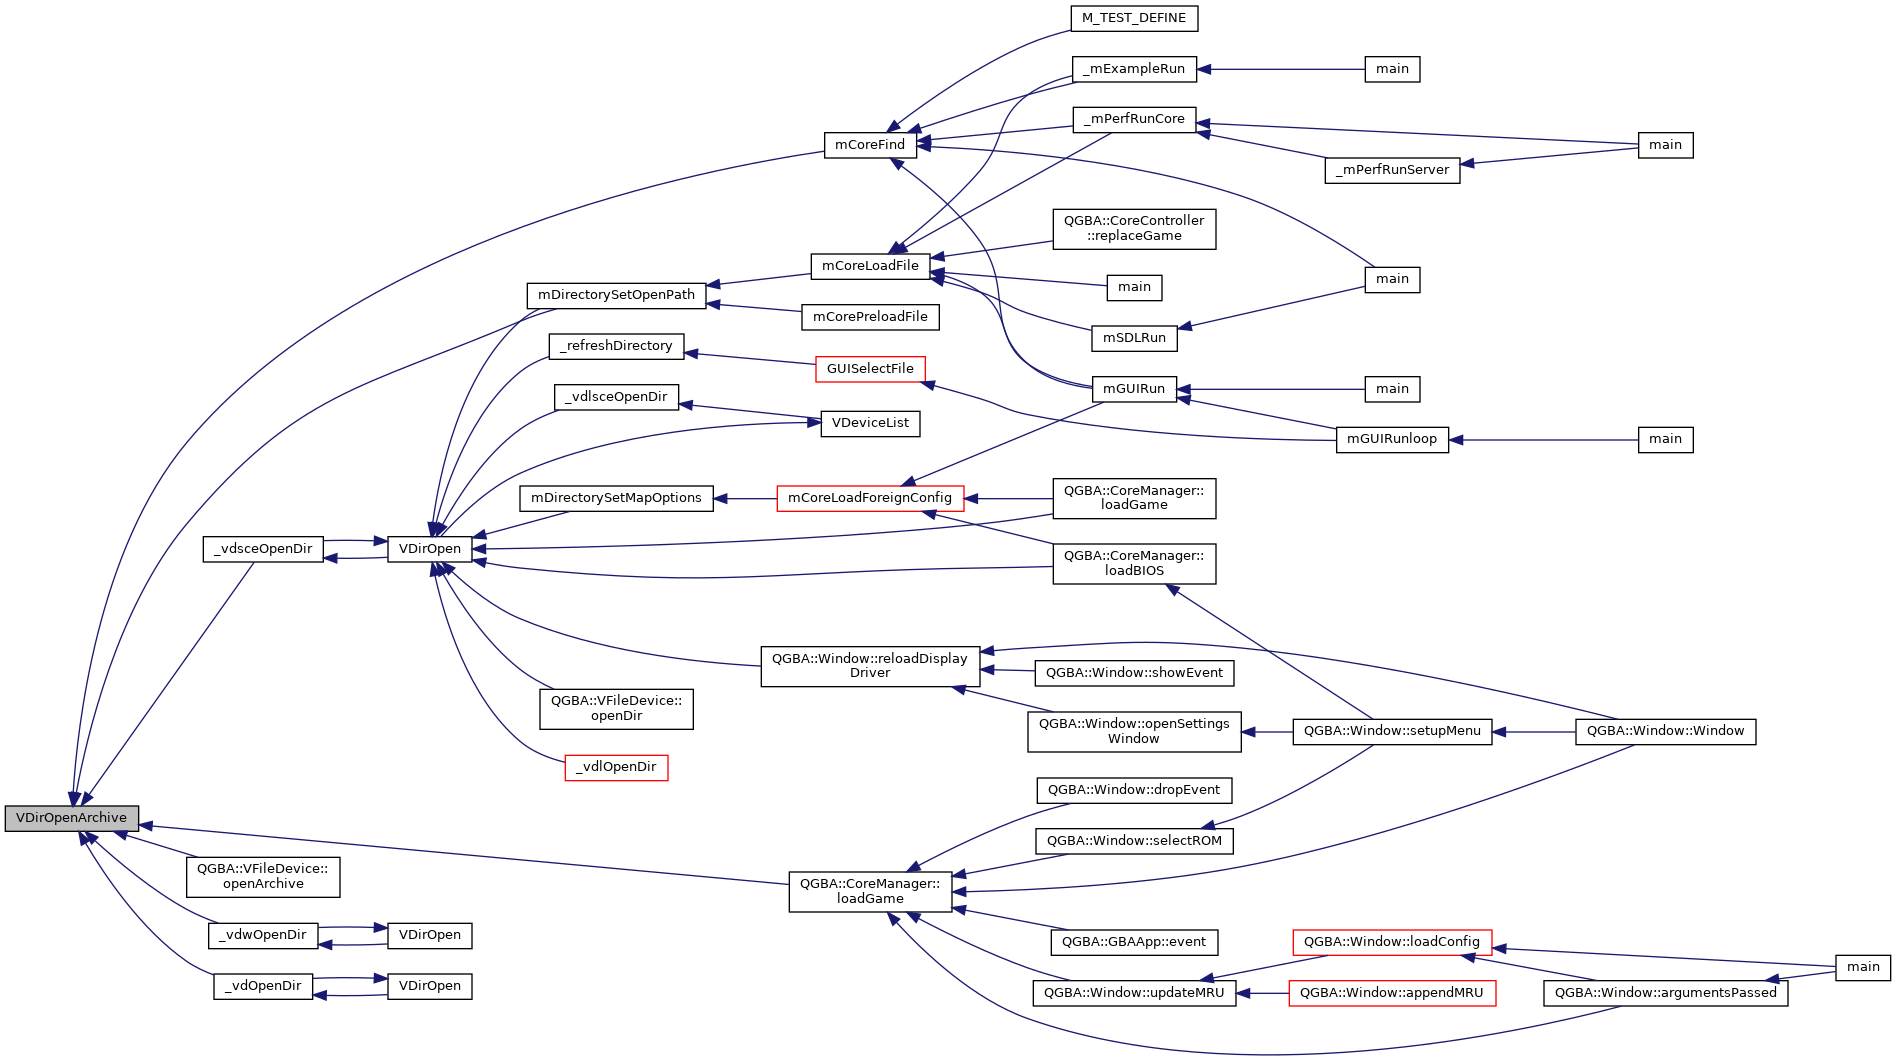 M_TEST_DEFINE
_mExampleRun
main
_mPerfRunCore
mCoreFind
main
_mPerfRunServer
QGBA::CoreController
::replaceGame
mCoreLoadFile
main
main
mDirectorySetOpenPath
mCorePreloadFile
mSDLRun
_refreshDirectory
GUISelectFile
mGUIRun
main
_vdlsceOpenDir
VDeviceList
mGUIRunloop
main
mDirectorySetMapOptions
mCoreLoadForeignConfig
QGBA::CoreManager::
loadGame
_vdsceOpenDir
VDirOpen
QGBA::CoreManager::
loadBIOS
QGBA::Window::reloadDisplay
Driver
QGBA::Window::showEvent
QGBA::VFileDevice::
openDir
QGBA::Window::openSettings
Window
QGBA::Window::setupMenu
QGBA::Window::Window
_vdlOpenDir
QGBA::Window::dropEvent
VDirOpenArchive
QGBA::Window::selectROM
QGBA::VFileDevice::
openArchive
QGBA::CoreManager::
loadGame
_vdwOpenDir
VDirOpen
QGBA::GBAApp::event
QGBA::Window::loadConfig
main
_vdOpenDir
VDirOpen
QGBA::Window::updateMRU
QGBA::Window::appendMRU
QGBA::Window::argumentsPassed